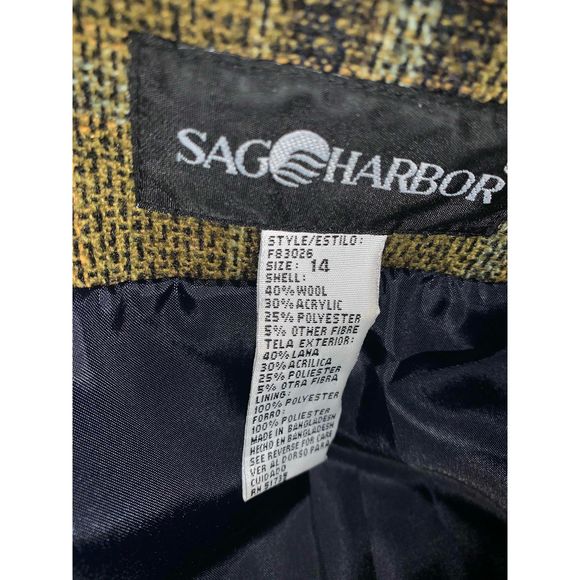 SAG HARBOR
STYLE/ESTILO:
F83026
SIZE: 14
SHELL:
40% WOOL
30% ACRYLIC
25% POLYESTER
5% OTHER FIBRE
TELA EXTERIOR:
40% LANA
30% ACRILICA
25% POLIESTER
5% OTRA FIBRA
LINING:
100% POLYESTER
FORRO:
100% POLIESTER
MADE IN BANGLADESH
HECHO EN BANGLADESH
SEE REVERSE FOR CARE
VER AL DORSO PARA
CUIDADO
RN 51735